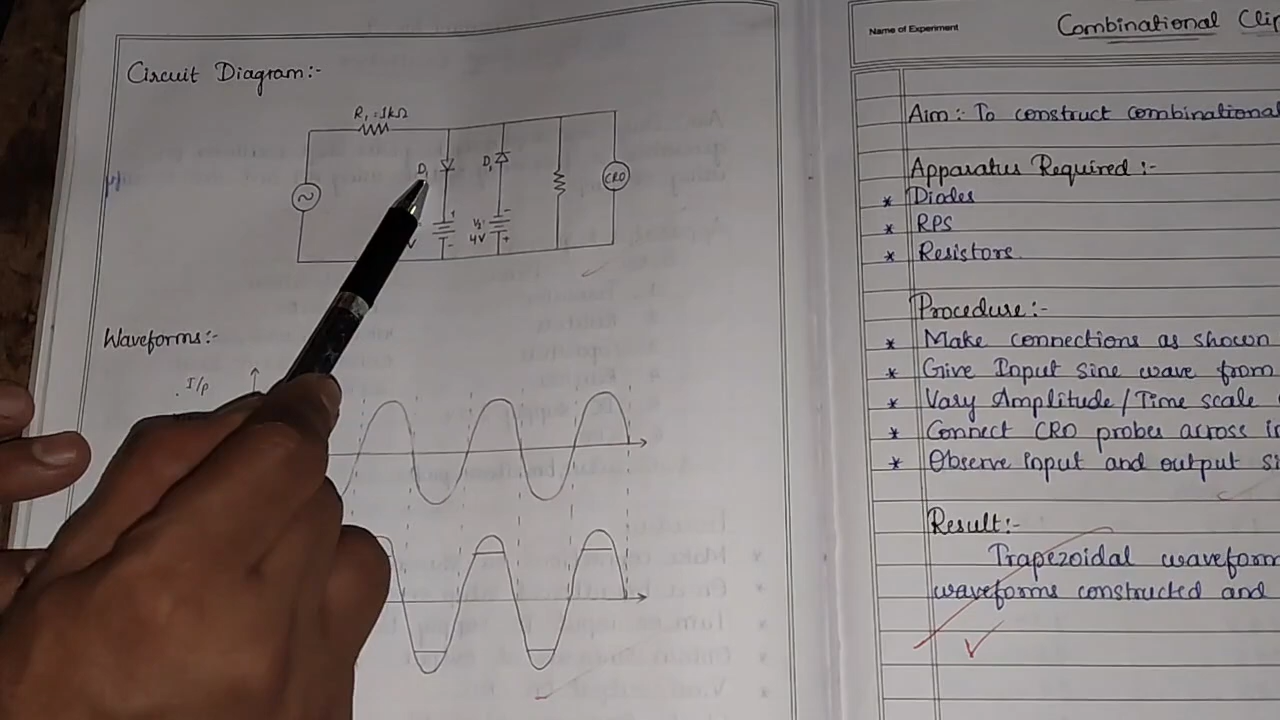 Circuit Diagram:-
R₁ = 1kΩ
D₁
D₂
CRO
+
-
V₂
4V
-
+
Waveforms:-
I/p
Name of Experiment
Combinational
Aim:- To construct combinational
Apparatus Required :-
* Diodes
* RPS
* Resistors.
Procedure:-
* Make connections as shown
* Give Input sine wave from
* Vary Amplitude/Time scale
* Connect CRO probes across
* Observe input and output
Result:-
Trapezoidal waveform
waveforms constructed and